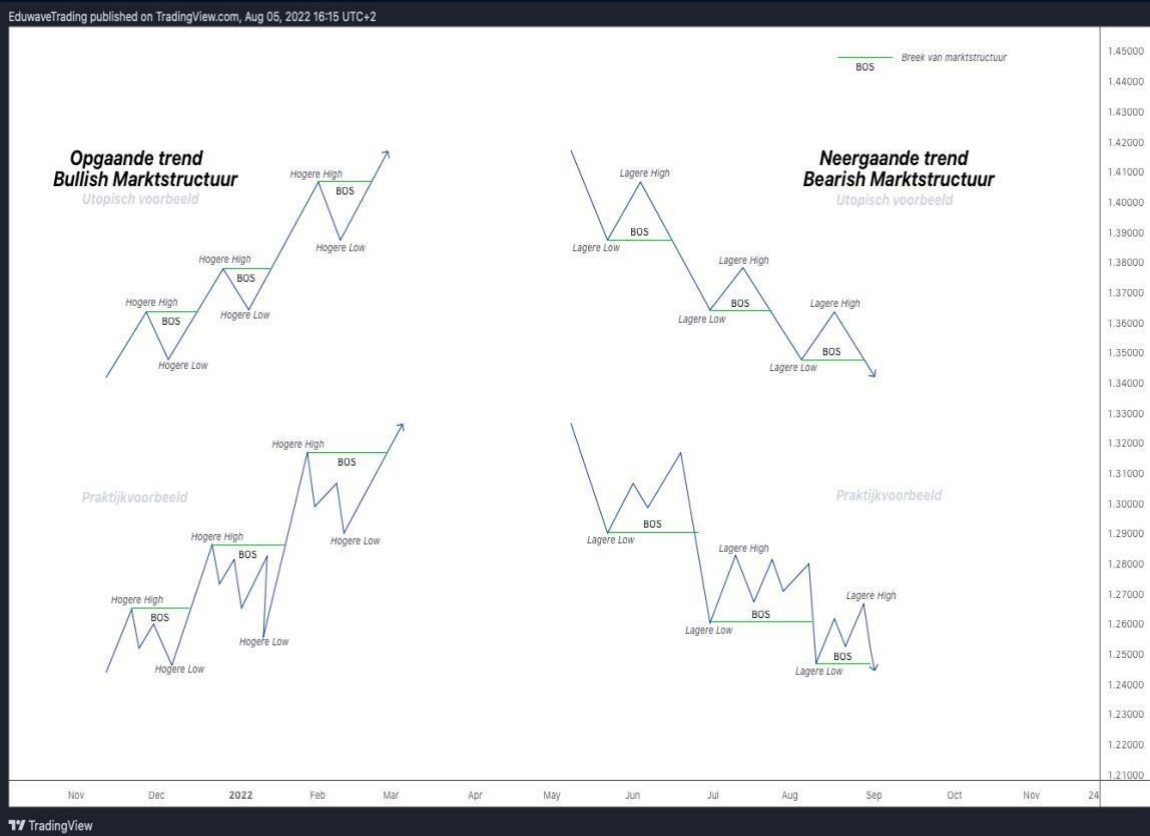 EduwaveTrading published on TradingView.com, Aug 05, 2022 16:15 UTC+2
Breek van marktstructuur
BOS
Opgaande trend
Bullish Marktstructuur
Utopisch voorbeeld
Hogere High
BOS
Hogere Low
Hogere High
BOS
Hogere Low
Hogere High
BOS
Hogere Low
Neergaande trend
Bearish Marktstructuur
Utopisch voorbeeld
Lagere High
BOS
Lagere Low
Lagere High
BOS
Lagere Low
Lagere High
BOS
Lagere Low
Praktijkvoorbeeld
Hogere High
BOS
Hogere Low
Hogere High
BOS
Hogere Low
Hogere High
BOS
Hogere Low
Praktijkvoorbeeld
BOS
Lagere Low
Lagere High
BOS
Lagere Low
Lagere High
BOS
Lagere Low
1.45000
1.44000
1.43000
1.42000
1.41000
1.40000
1.39000
1.38000
1.37000
1.36000
1.35000
1.34000
1.33000
1.32000
1.31000
1.30000
1.29000
1.28000
1.27000
1.26000
1.25000
1.24000
1.23000
1.22000
1.21000
Nov Dec 2022 Feb Mar Apr May Jun Jul Aug Sep Oct Nov 24
TradingView